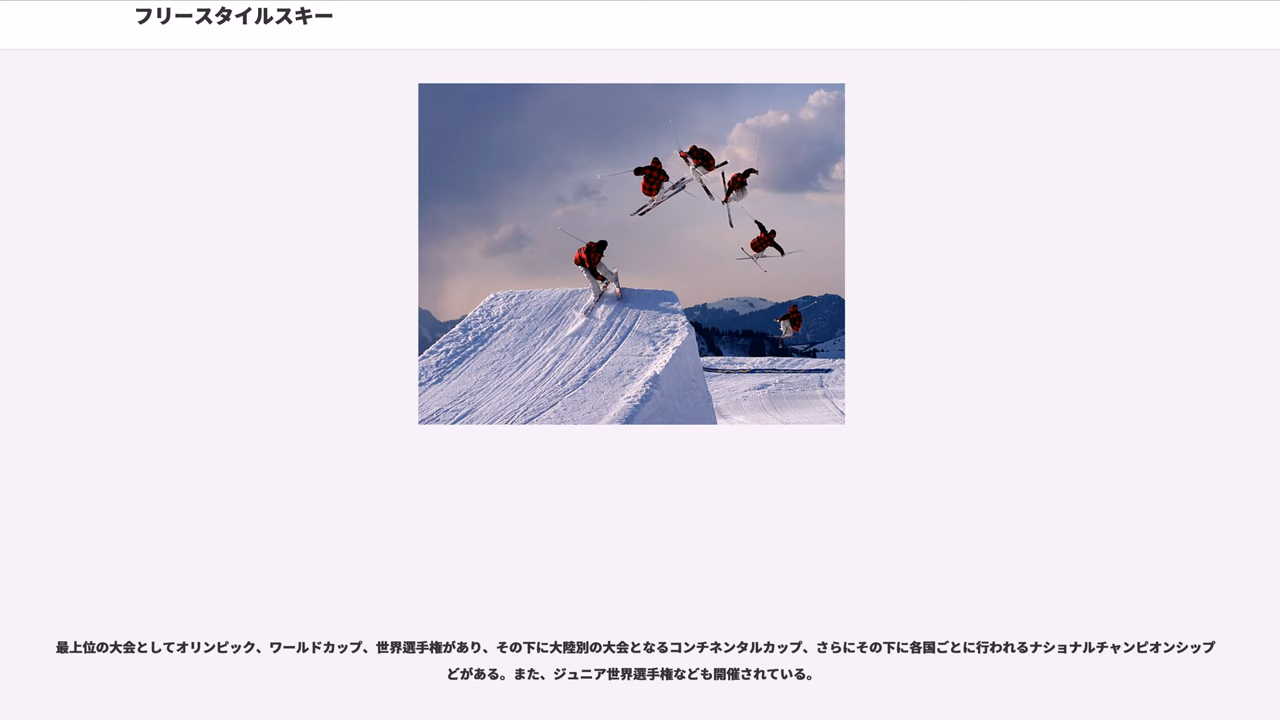 フリースタイルスキー
最上位の大会としてオリンピック、ワールドカップ、世界選手権があり、その下に大陸別の大会となるコンチネンタルカップ、さらにその下に各国ごとに行われるナショナルチャンピオンシップ
どがある。また、ジュニア世界選手権なども開催されている。